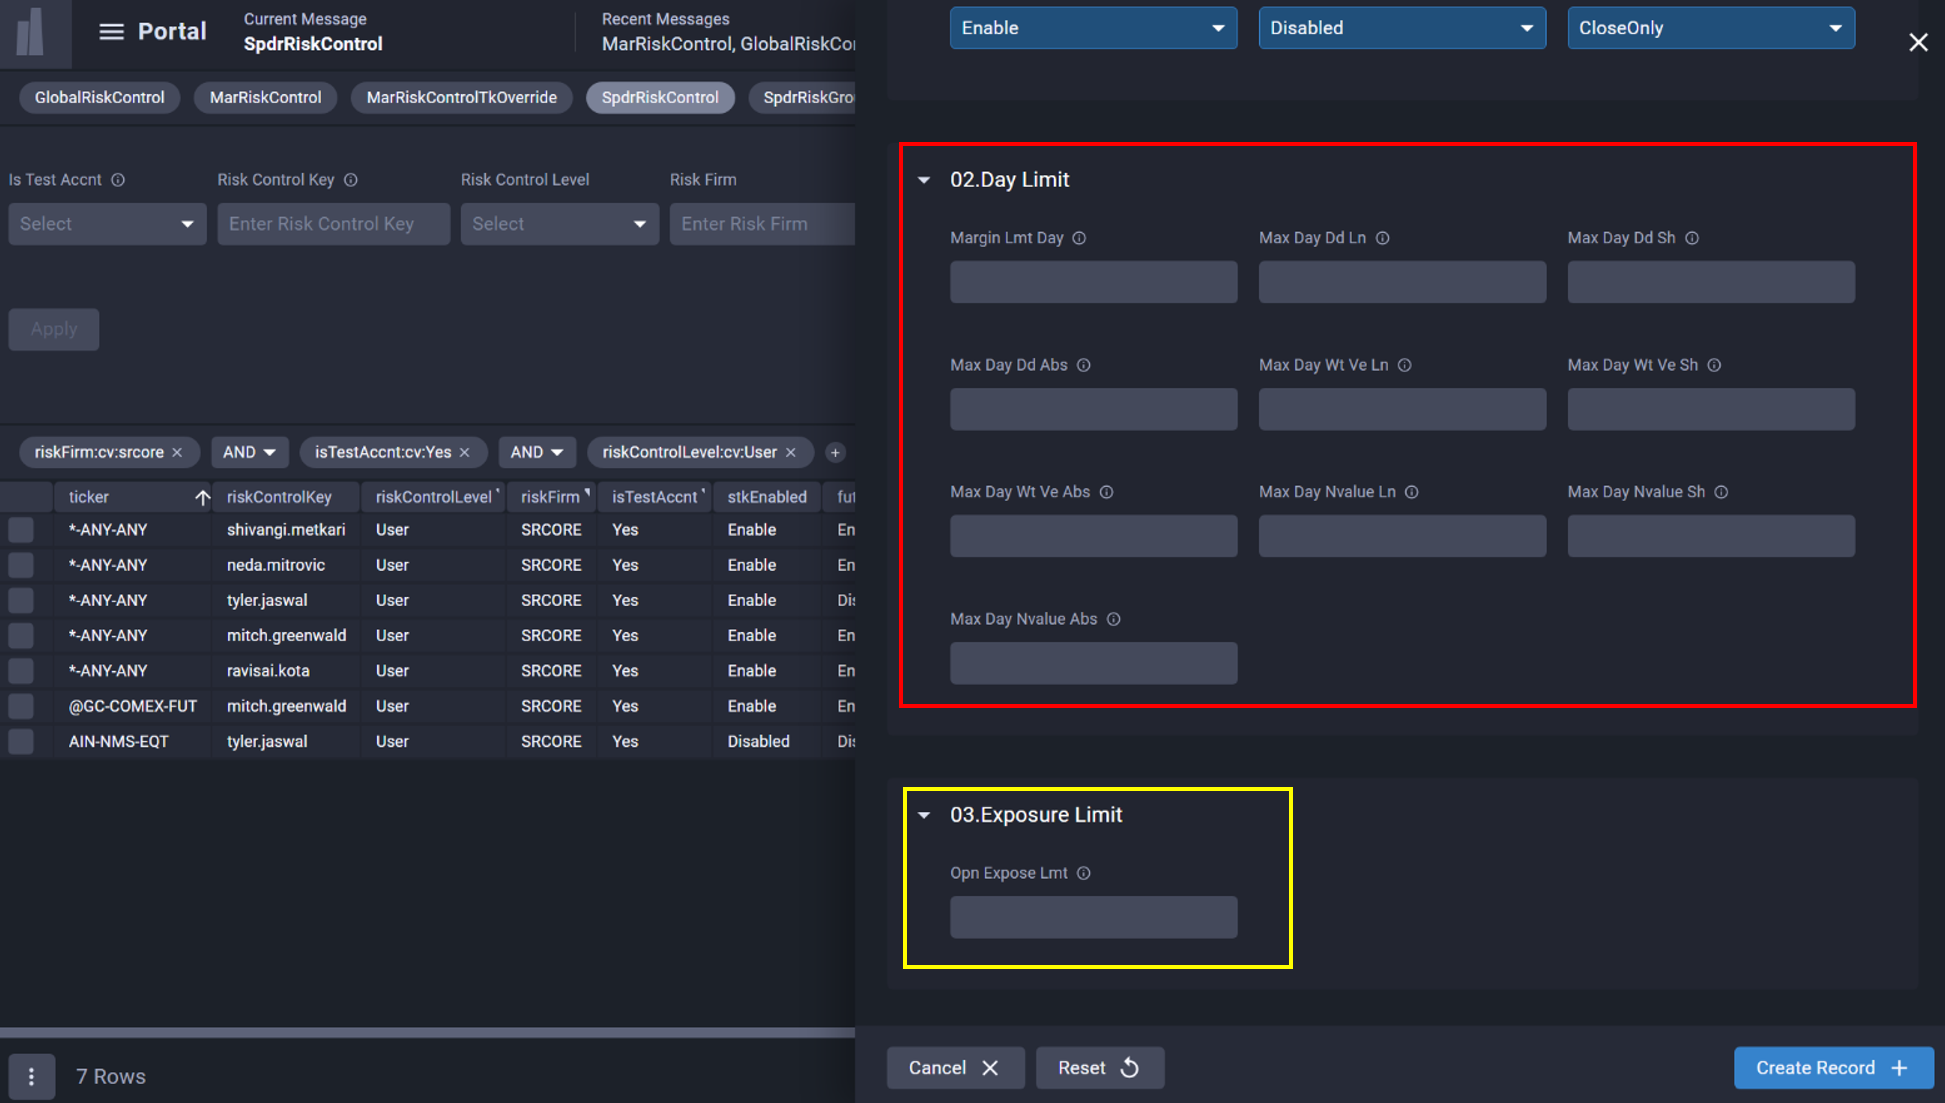 Portal
Current Message
SpdrRiskControl
Recent Messages
MarRiskControl, GlobalRiskCo
GlobalRiskControl
MarRiskControl
MarRiskControlTkOverride
SpdrRiskControl
SpdrRiskGro
Is Test Accnt
Risk Control Key
Risk Control Level
Risk Firm
Select
Enter Risk Control Key
Select
Enter Risk Firm
Apply
riskFirm:cv:srcore
AND
isTestAccnt:cv:Yes
AND
riskControlLevel:cv:User
ticker riskControlKey riskControlLevel riskFirm isTestAccnt stkEnabled fut
*-ANY-ANY shivangi.metkari User SRCORE Yes Enable En
*-ANY-ANY neda.mitrovic User SRCORE Yes Enable En
*-ANY-ANY tyler.jaswal User SRCORE Yes Enable Dis
*-ANY-ANY mitch.greenwald User SRCORE Yes Enable En
*-ANY-ANY ravisai.kota User SRCORE Yes Enable En
@GC-COMEX-FUT mitch.greenwald User SRCORE Yes Enable En
AIN-NMS-EQT tyler.jaswal User SRCORE Yes Disabled Dis
7 Rows
Enable
Disabled
CloseOnly
02.Day Limit
Margin Lmt Day
Max Day Dd Ln
Max Day Dd Sh
Max Day Dd Abs
Max Day Wt Ve Ln
Max Day Wt Ve Sh
Max Day Wt Ve Abs
Max Day Nvalue Ln
Max Day Nvalue Sh
Max Day Nvalue Abs
03.Exposure Limit
Opn Expose Lmt
Cancel
Reset
Create Record